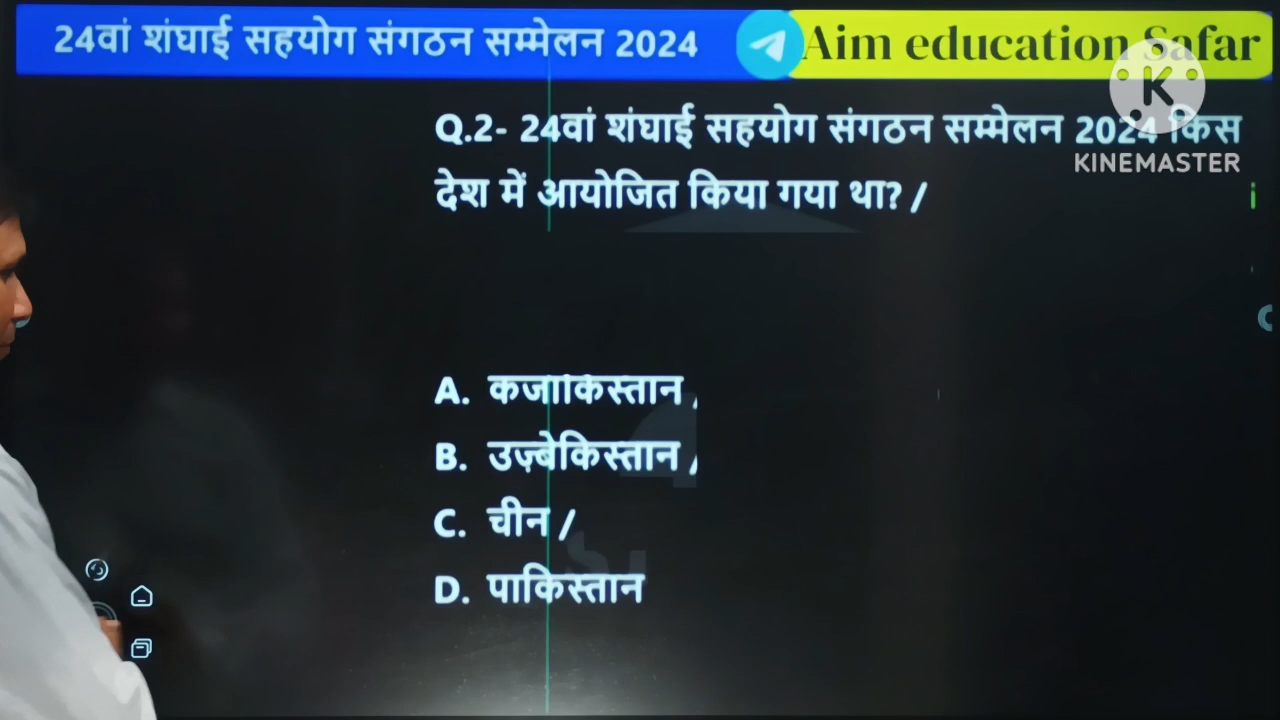 24वां शंघाई सहयोग संगठन सम्मेलन 2024
Aim education Safar
Q.2- 24वां शंघाई सहयोग संगठन सम्मेलन 2024 किस
देश में आयोजित किया गया था? /
KINEMASTER
A. कजाकिस्तान
B. उज़्बेकिस्तान /
C. चीन /
D. पाकिस्तान